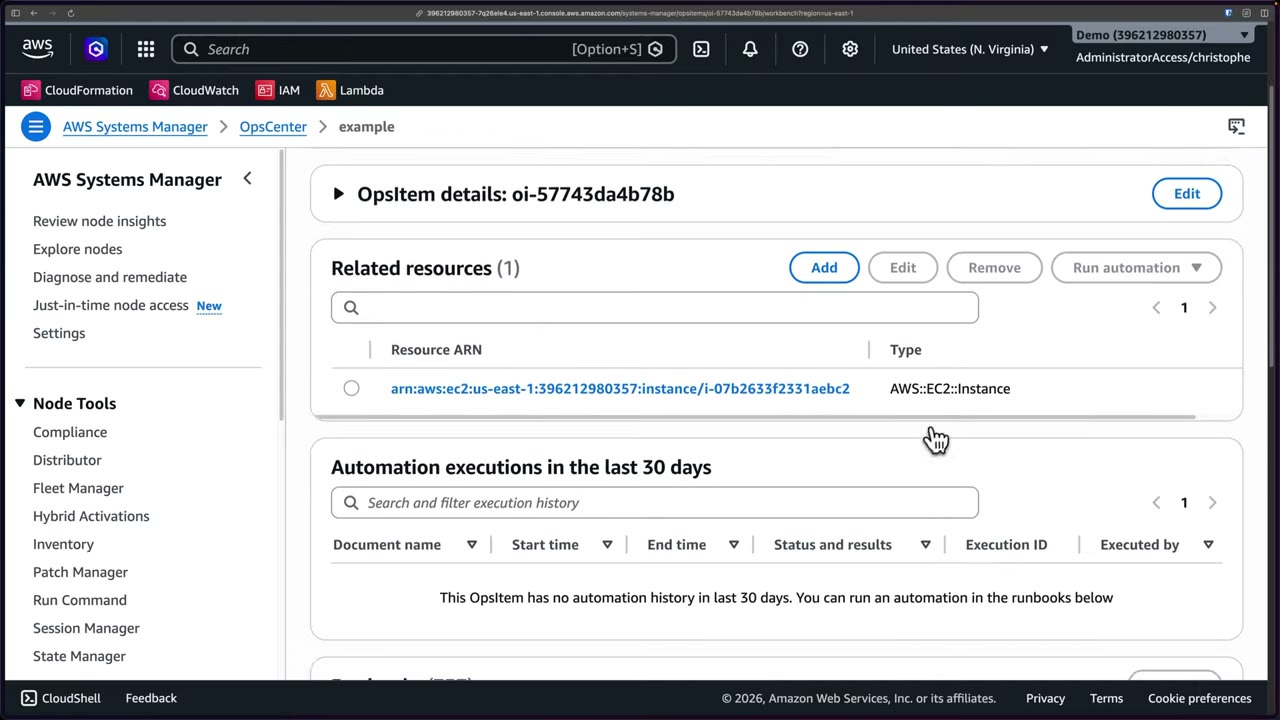 396212980357-7q26ele4.us-east-1.console.aws.amazon.com/systems-manager/opsitems/oi-57743da4b78b/workbench?region=us-east-1
aws
Search
[Option+S]
United States (N. Virginia)
Demo (396212980357)
AdministratorAccess/christophe
CloudFormation
CloudWatch
IAM
Lambda
AWS Systems Manager
OpsCenter
example
AWS Systems Manager
Review node insights
Explore nodes
Diagnose and remediate
Just-in-time node access New
Settings
Node Tools
Compliance
Distributor
Fleet Manager
Hybrid Activations
Inventory
Patch Manager
Run Command
Session Manager
State Manager
OpsItem details: oi-57743da4b78b
Edit
Related resources (1)
Add
Edit
Remove
Run automation
1
Resource ARN
Type
arn:aws:ec2:us-east-1:396212980357:instance/i-07b2633f2331aebc2
AWS::EC2::Instance
Automation executions in the last 30 days
Search and filter execution history
1
Document name
Start time
End time
Status and results
Execution ID
Executed by
This OpsItem has no automation history in last 30 days. You can run an automation in the runbooks below
CloudShell
Feedback
© 2026, Amazon Web Services, Inc. or its affiliates.
Privacy
Terms
Cookie preferences